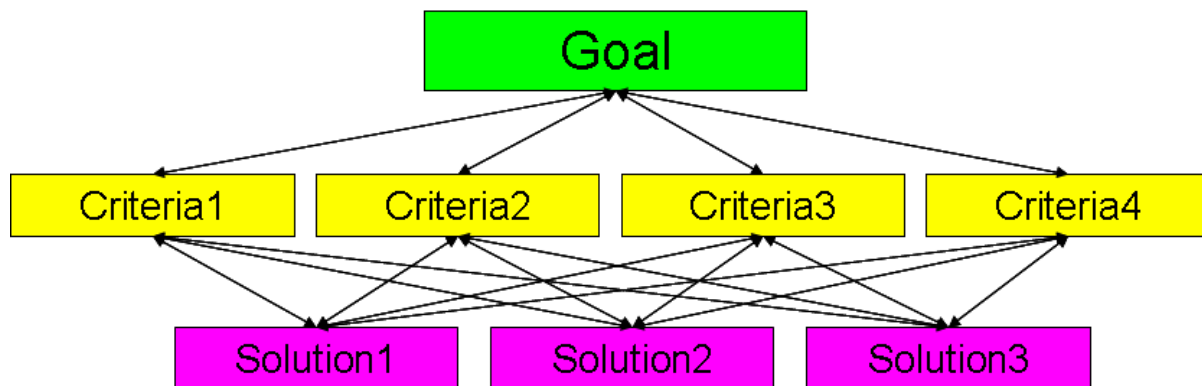 Goal
Criteria1
Criteria2
Criteria3
Criteria4
Solution1
Solution2
Solution3